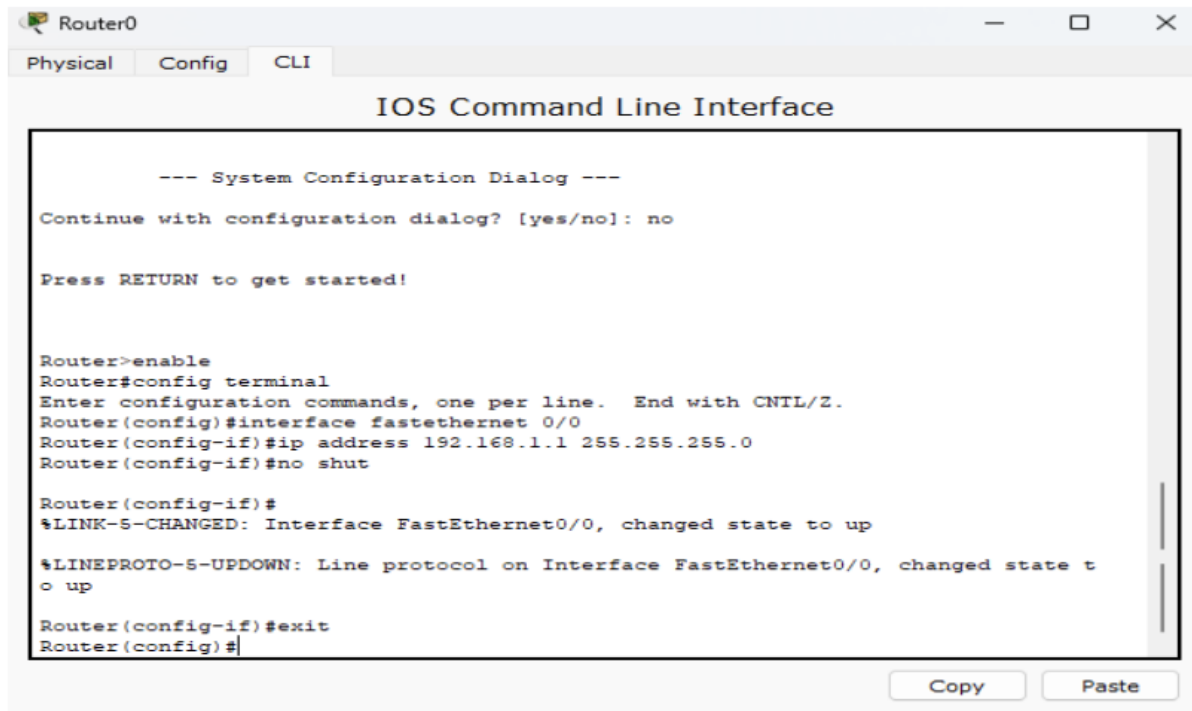 Router0
Physical Config CLI
IOS Command Line Interface
--- System Configuration Dialog ---
Continue with configuration dialog? [yes/no]: no
Press RETURN to get started!
Router>enable
Router#config terminal
Enter configuration commands, one per line.  End with CNTL/Z.
Router(config)#interface fastethernet 0/0
Router(config-if)#ip address 192.168.1.1 255.255.255.0
Router(config-if)#no shut
Router(config-if)#
%LINK-5-CHANGED: Interface FastEthernet0/0, changed state to up
%LINEPROTO-5-UPDOWN: Line protocol on Interface FastEthernet0/0, changed state t
o up
Router(config-if)#exit
Router(config)#
Copy Paste